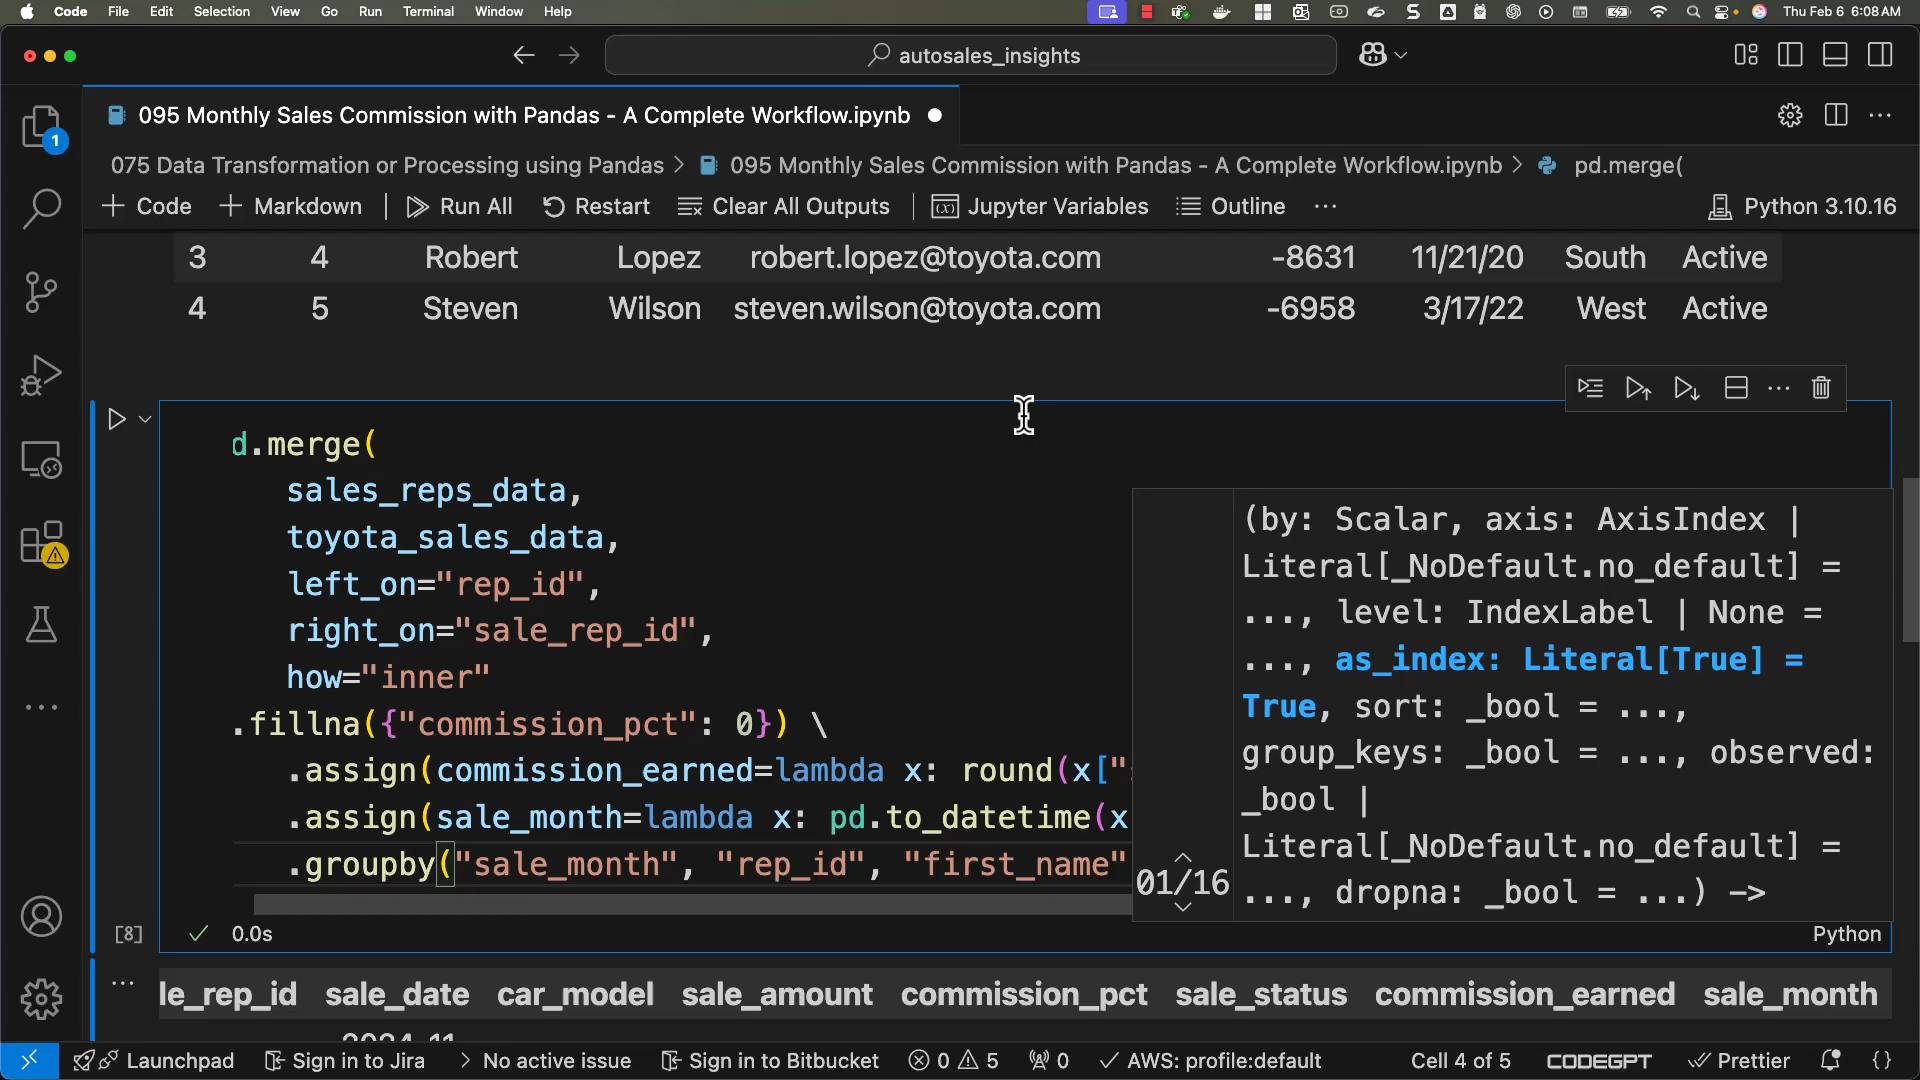 Code File Edit Selection View Go Run Terminal Window Help Thu Feb 6 6:08 AM
autosales_insights
095 Monthly Sales Commission with Pandas - A Complete Workflow.ipynb
1
075 Data Transformation or Processing using Pandas > 095 Monthly Sales Commission with Pandas - A Complete Workflow.ipynb > pd.merge(
+ Code + Markdown Run All Restart Clear All Outputs Jupyter Variables Outline ... Python 3.10.16
3 4 Robert Lopez robert.lopez@toyota.com -8631 11/21/20 South Active
4 5 Steven Wilson steven.wilson@toyota.com -6958 3/17/22 West Active
d.merge(
sales_reps_data,
toyota_sales_data,
left_on="rep_id",
right_on="sale_rep_id",
how="inner"
.fillna({"commission_pct": 0}) \
.assign(commission_earned=lambda x: round(x["
.assign(sale_month=lambda x: pd.to_datetime(x
.groupby("sale_month", "rep_id", "first_name"
(by: Scalar, axis: AxisIndex |
Literal[_NoDefault.no_default] =
..., level: IndexLabel | None =
..., as_index: Literal[True] =
True, sort: _bool = ...,
group_keys: _bool = ..., observed:
_bool |
Literal[_NoDefault.no_default] =
..., dropna: _bool = ...) ->
01/16
[8] 0.0s Python
le_rep_id sale_date car_model sale_amount commission_pct sale_status commission_earned sale_month
2024-11
Launchpad Sign in to Jira > No active issue Sign in to Bitbucket 0 5 0 AWS: profile:default Cell 4 of 5 CODEGPT Prettier {}